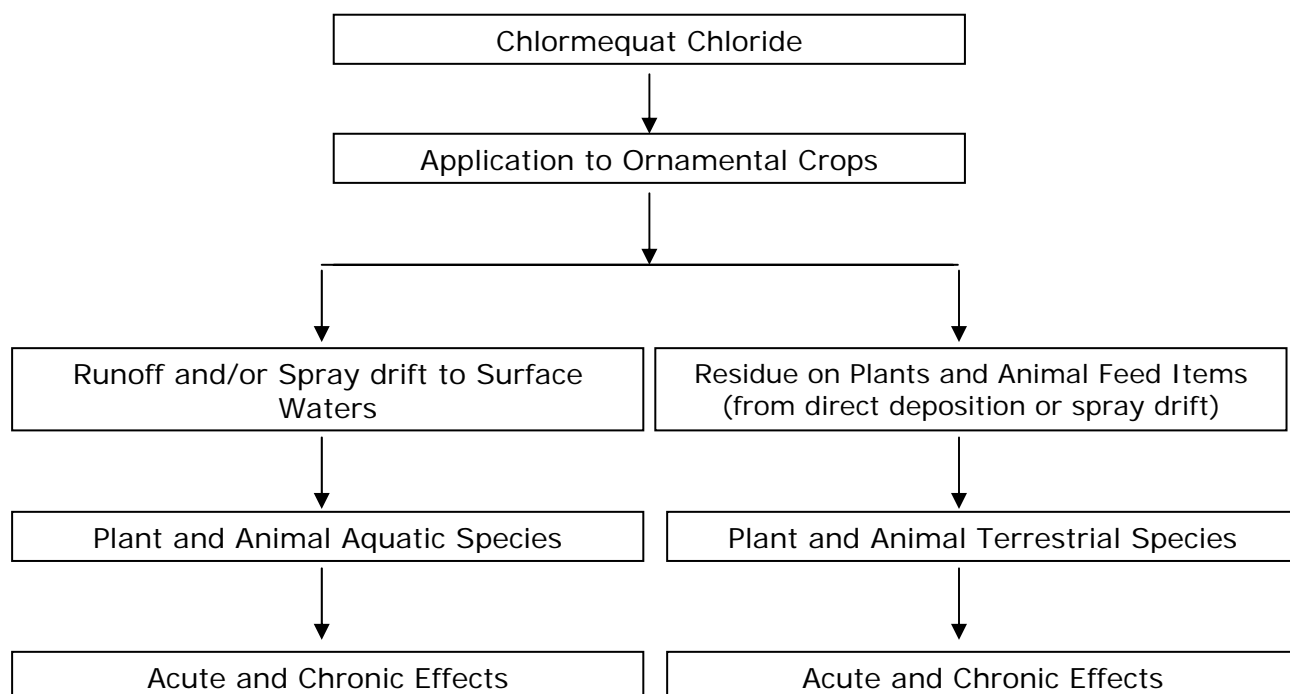 Chlormequat Chloride
Application to Ornamental Crops
Runoff and/or Spray drift to Surface
Waters
Residue on Plants and Animal Feed Items
(from direct deposition or spray drift)
Plant and Animal Aquatic Species
Plant and Animal Terrestrial Species
Acute and Chronic Effects
Acute and Chronic Effects